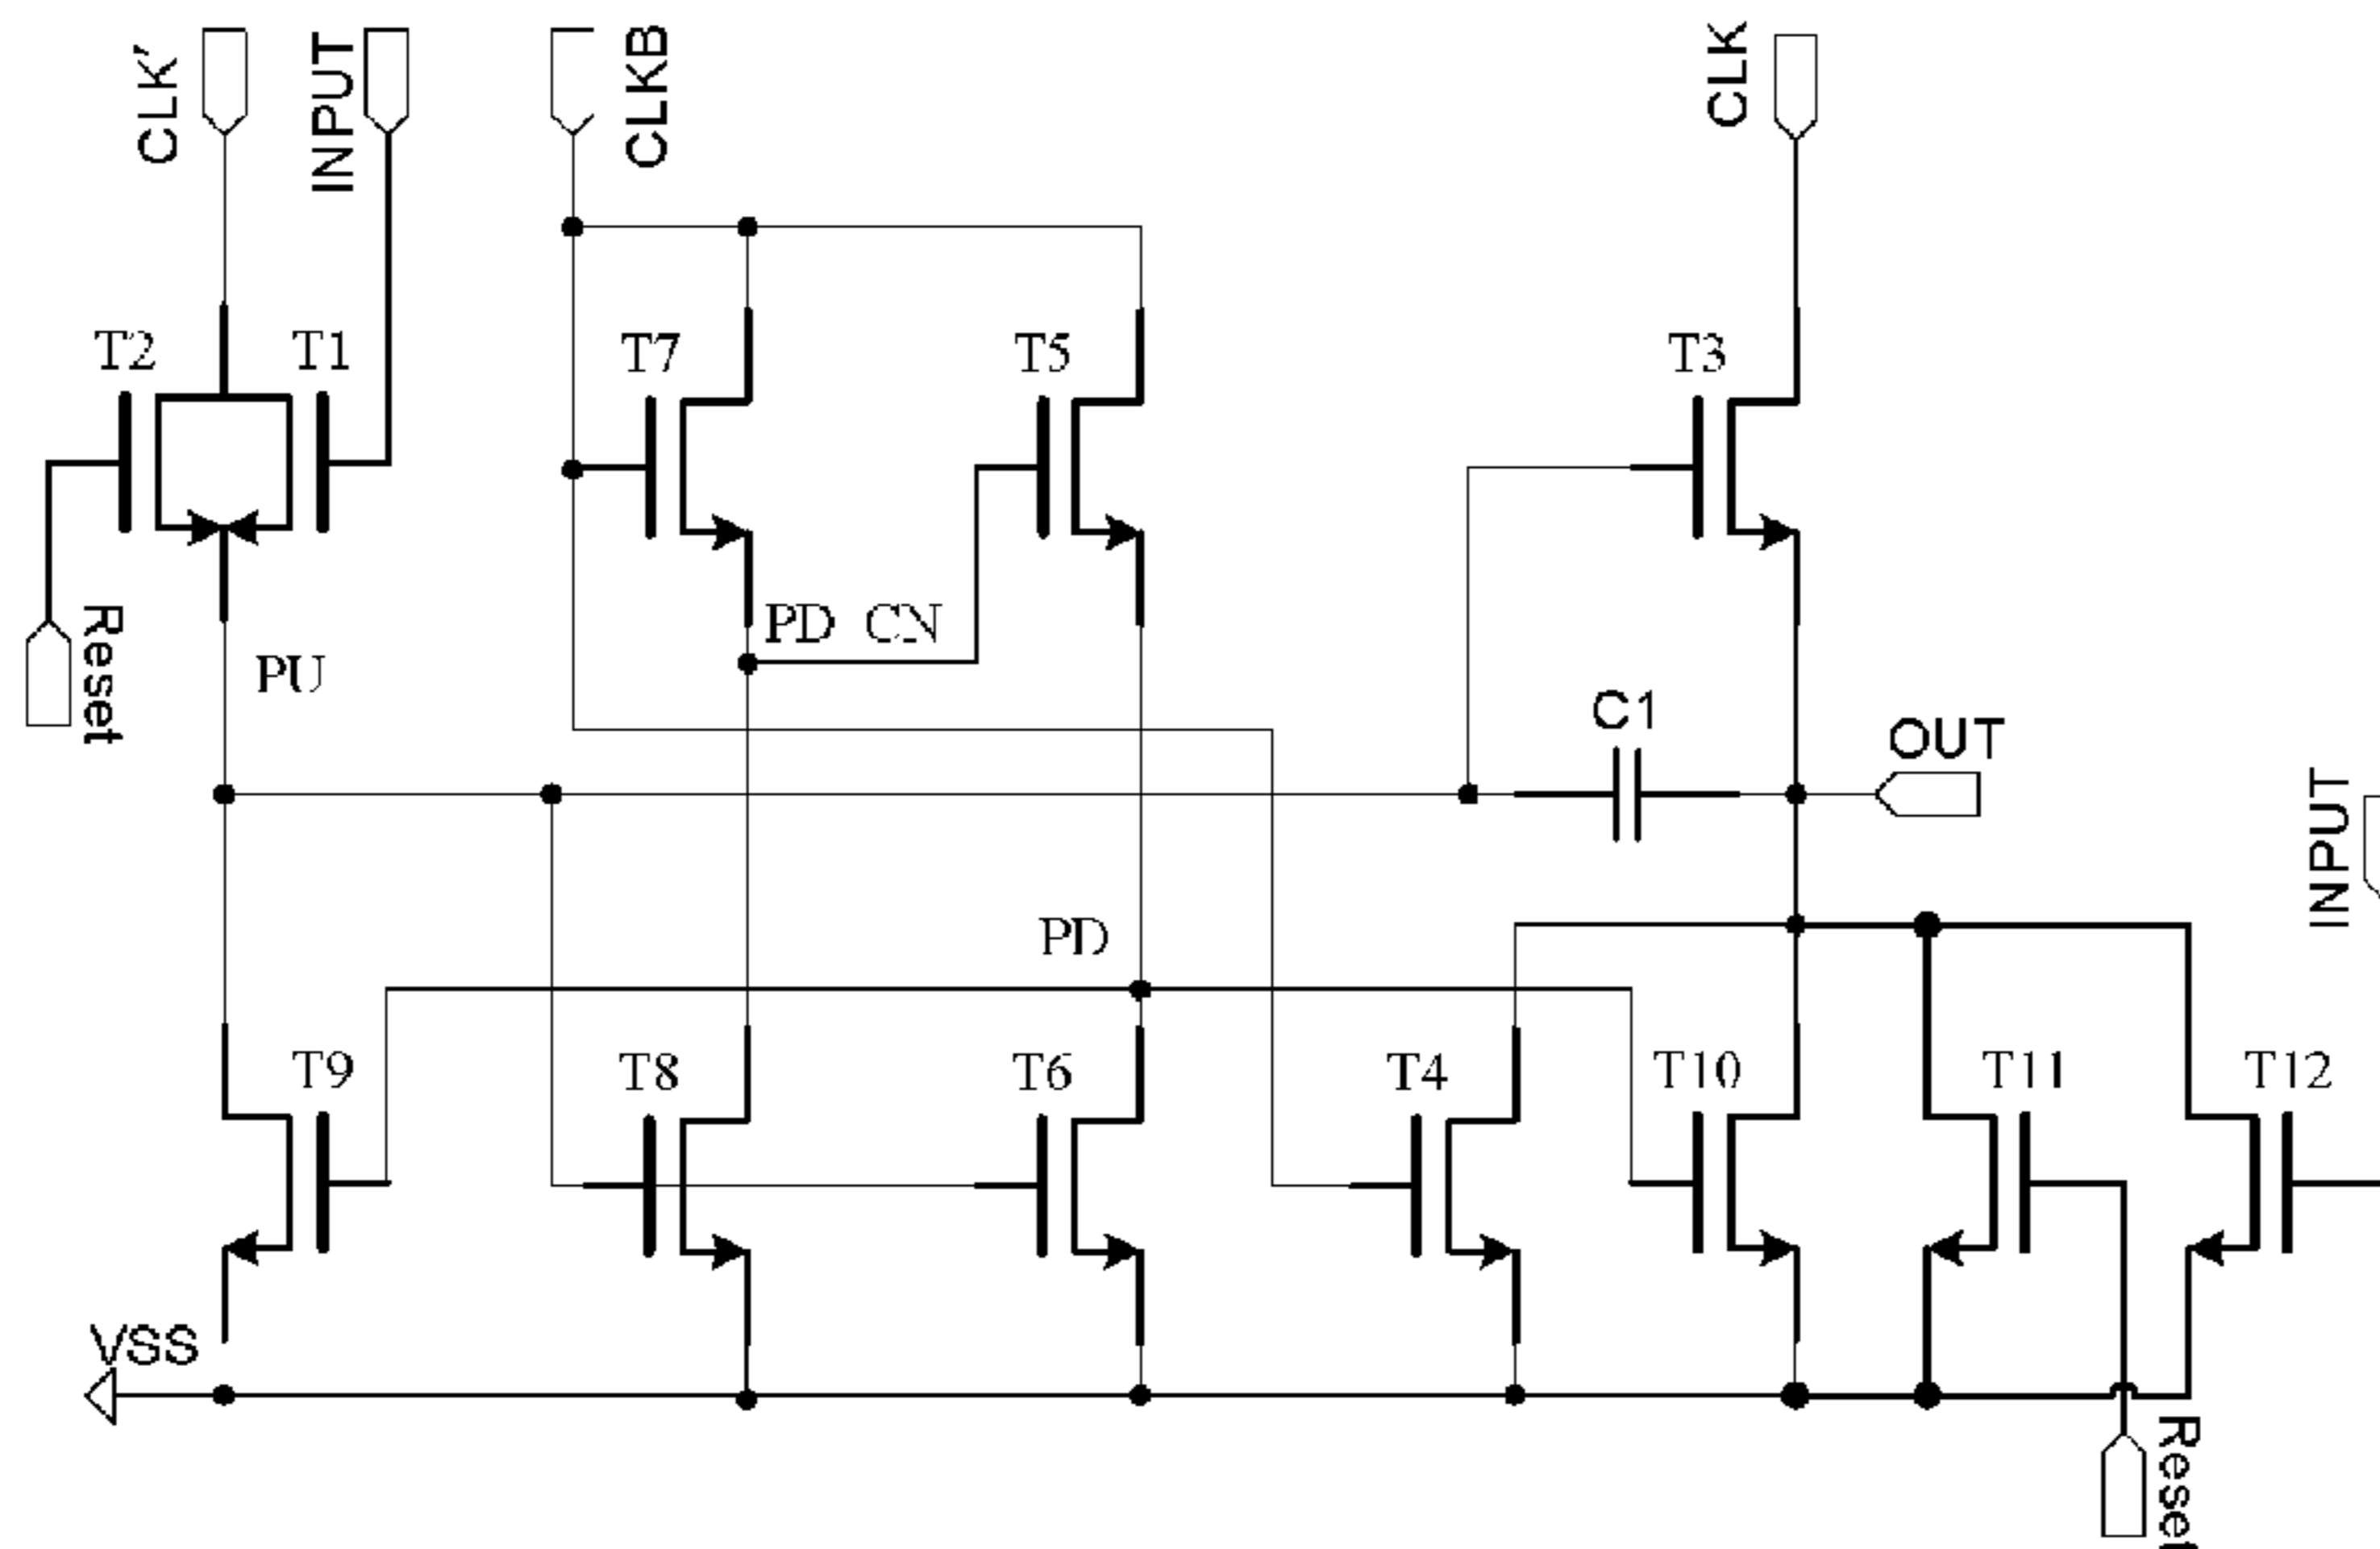 CLK'
INPUT
CLKB
CLK
T2
T1
T7
T5
T3
Reset
PU
PD_CN
C1
OUT
INPUT
PD
T9
T8
T6
T4
T10
T11
T12
VSS
Reset